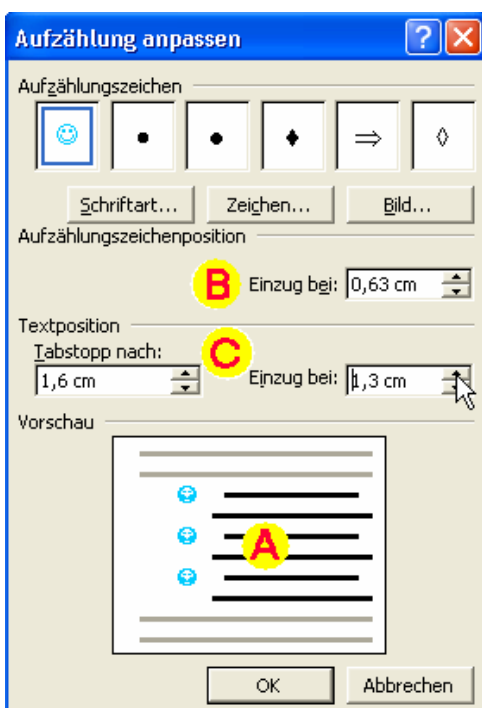 Aufzählung anpassen
Aufzählungszeichen
Schriftart... Zeichen... Bild...
Aufzählungszeichenposition
B Einzug bei: 0,63 cm
Textposition
Tabstopp nach: C
1,6 cm Einzug bei: 1,3 cm
Vorschau
A
OK Abbrechen